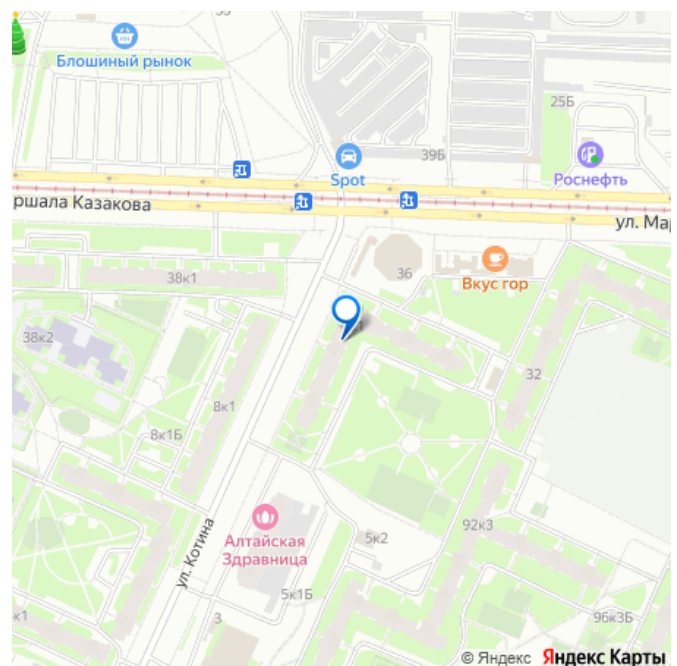 Блошиный рынок
25Б
39Б
Spot
Роснефть
ршала Казакова
ул. Мар
36
Вкус гор
38к1
38к2
32
8к1
8к1Б
ул. Котина
Алтайская
Здравница
5к2
92к3
5к1Б
к1
3
96к3Б
© Яндекс Яндекс Карты